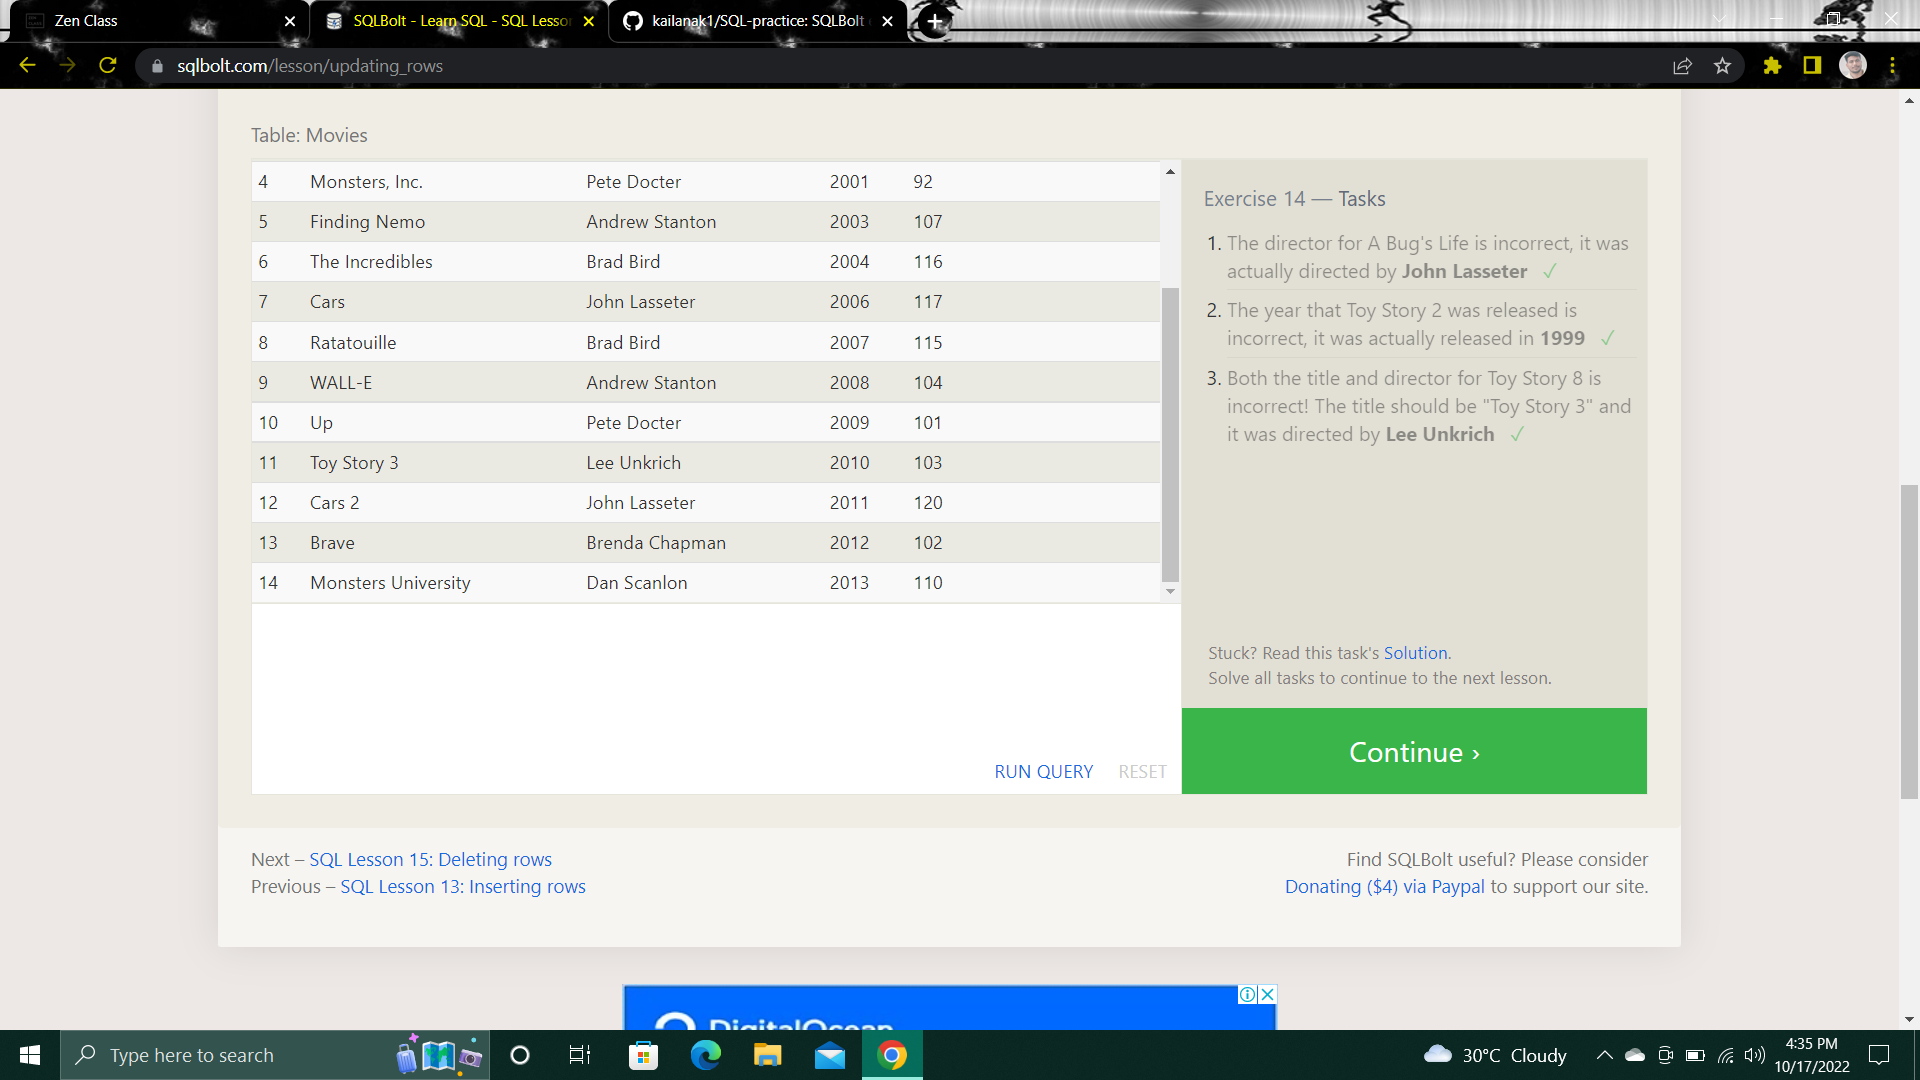 Zen Class
SQLBolt - Learn SQL - SQL Lesson
kailanak1/SQL-practice: SQLBolt
sqlbolt.com/lesson/updating_rows
Table: Movies
4 Monsters, Inc. Pete Docter 2001 92
5 Finding Nemo Andrew Stanton 2003 107
6 The Incredibles Brad Bird 2004 116
7 Cars John Lasseter 2006 117
8 Ratatouille Brad Bird 2007 115
9 WALL-E Andrew Stanton 2008 104
10 Up Pete Docter 2009 101
11 Toy Story 3 Lee Unkrich 2010 103
12 Cars 2 John Lasseter 2011 120
13 Brave Brenda Chapman 2012 102
14 Monsters University Dan Scanlon 2013 110
RUN QUERY RESET
Exercise 14 — Tasks
1. The director for A Bug's Life is incorrect, it was
actually directed by John Lasseter ✓
2. The year that Toy Story 2 was released is
incorrect, it was actually released in 1999 ✓
3. Both the title and director for Toy Story 8 is
incorrect! The title should be "Toy Story 3" and
it was directed by Lee Unkrich ✓
Stuck? Read this task's Solution.
Solve all tasks to continue to the next lesson.
Continue ›
Next – SQL Lesson 15: Deleting rows
Previous – SQL Lesson 13: Inserting rows
Find SQLBolt useful? Please consider
Donating ($4) via Paypal to support our site.
DigitalOcean
Type here to search
30°C Cloudy
4:35 PM
10/17/2022